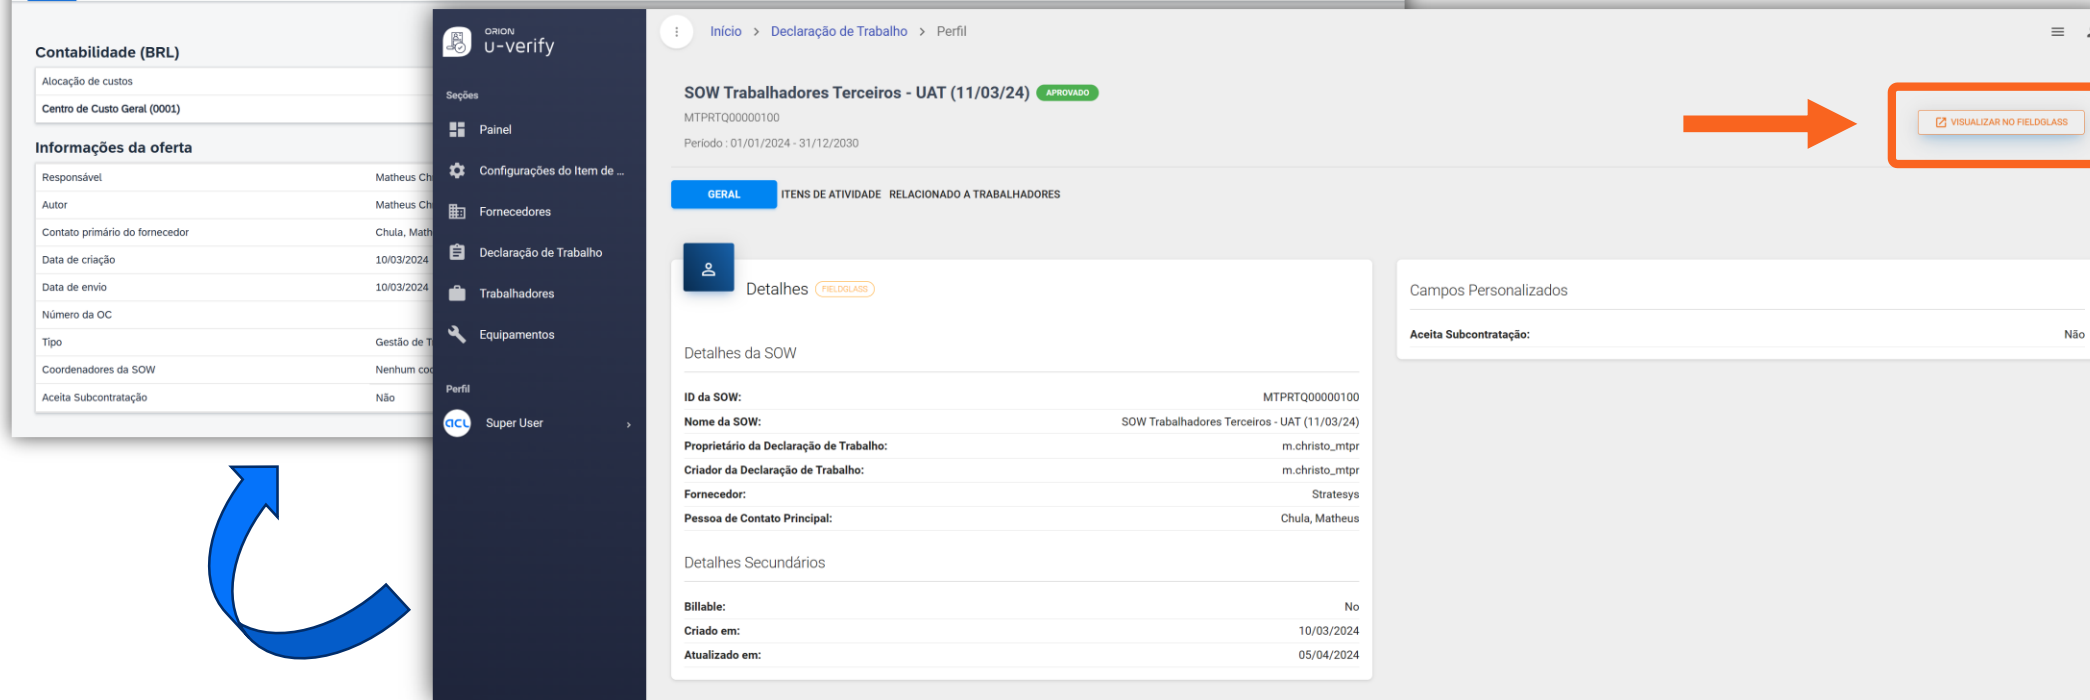 Contabilidade (BRL)
Alocação de custos
Centro de Custo Geral (0001)
Informações da oferta
Responsável Matheus Ch
Autor Matheus Ch
Contato primário do fornecedor Chula, Math
Data de criação 10/03/2024
Data de envio 10/03/2024
Número da OC
Tipo Gestão de T
Coordenadores da SOW Nenhum coo
Aceita Subcontratação Não
ORION
u-verify
Seções
Painel
Configurações do Item de ...
Fornecedores
Declaração de Trabalho
Trabalhadores
Equipamentos
Perfil
acl Super User
Início > Declaração de Trabalho > Perfil
SOW Trabalhadores Terceiros - UAT (11/03/24) APROVADO
MTPRTQ00000100
Período : 01/01/2024 - 31/12/2030
VISUALIZAR NO FIELDGLASS
GERAL ITENS DE ATIVIDADE RELACIONADO A TRABALHADORES
Detalhes FIELDGLASS
Detalhes da SOW
ID da SOW: MTPRTQ00000100
Nome da SOW: SOW Trabalhadores Terceiros - UAT (11/03/24)
Proprietário da Declaração de Trabalho: m.christo_mtpr
Criador da Declaração de Trabalho: m.christo_mtpr
Fornecedor: Stratesys
Pessoa de Contato Principal: Chula, Matheus
Detalhes Secundários
Billable: No
Criado em: 10/03/2024
Atualizado em: 05/04/2024
Campos Personalizados
Aceita Subcontratação: Não